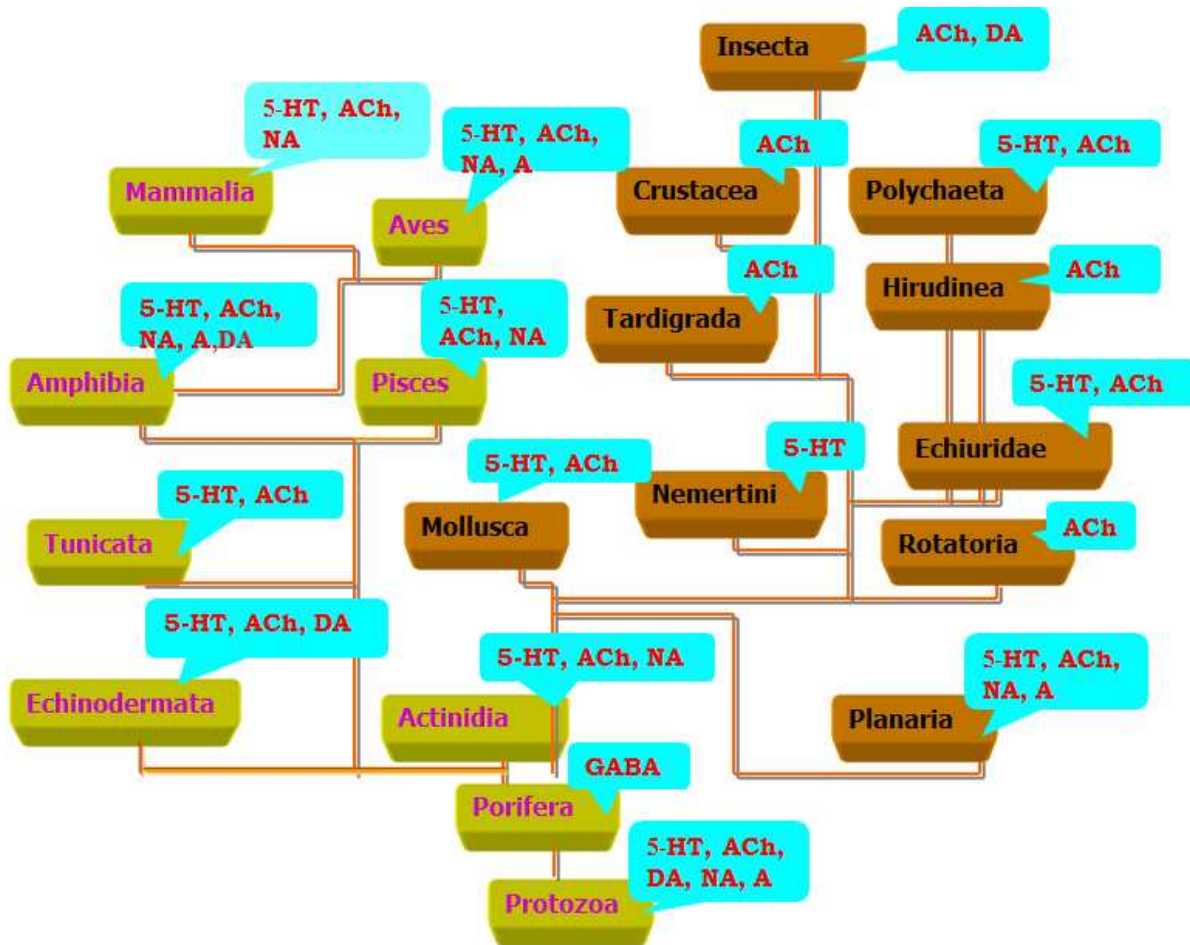 Insecta
ACh, DA
5-HT, ACh,
NA
Mammalia
5-HT, ACh,
NA, A
Aves
ACh
Crustacea
5-HT, ACh
Polychaeta
ACh
Tardigrada
ACh
Hirudinea
5-HT, ACh,
NA, A,DA
Amphibia
5-HT,
ACh, NA
Pisces
5-HT, ACh
Echiuridae
5-HT, ACh
Mollusca
5-HT
Nemertini
5-HT, ACh
Tunicata
ACh
Rotatoria
5-HT, ACh, DA
Echinodermata
5-HT, ACh, NA
Actinidia
5-HT, ACh,
NA, A
Planaria
GABA
Porifera
5-HT, ACh,
DA, NA, A
Protozoa